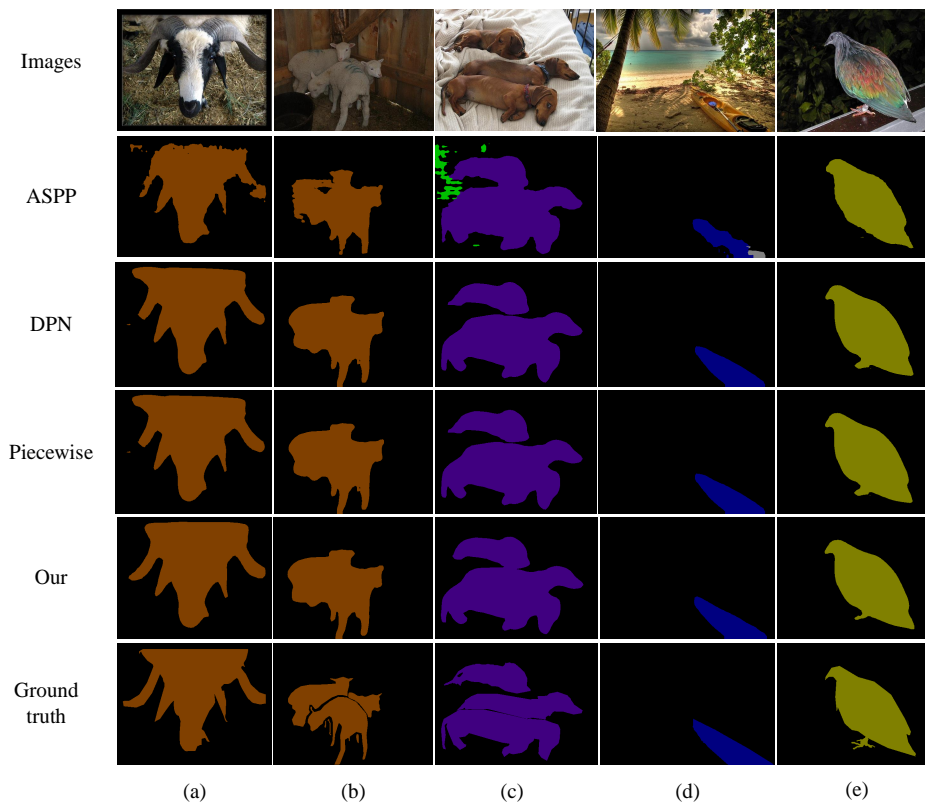 Images
ASPP
DPN
Piecewise
Our
Ground
truth
(a) (b) (c) (d) (e)